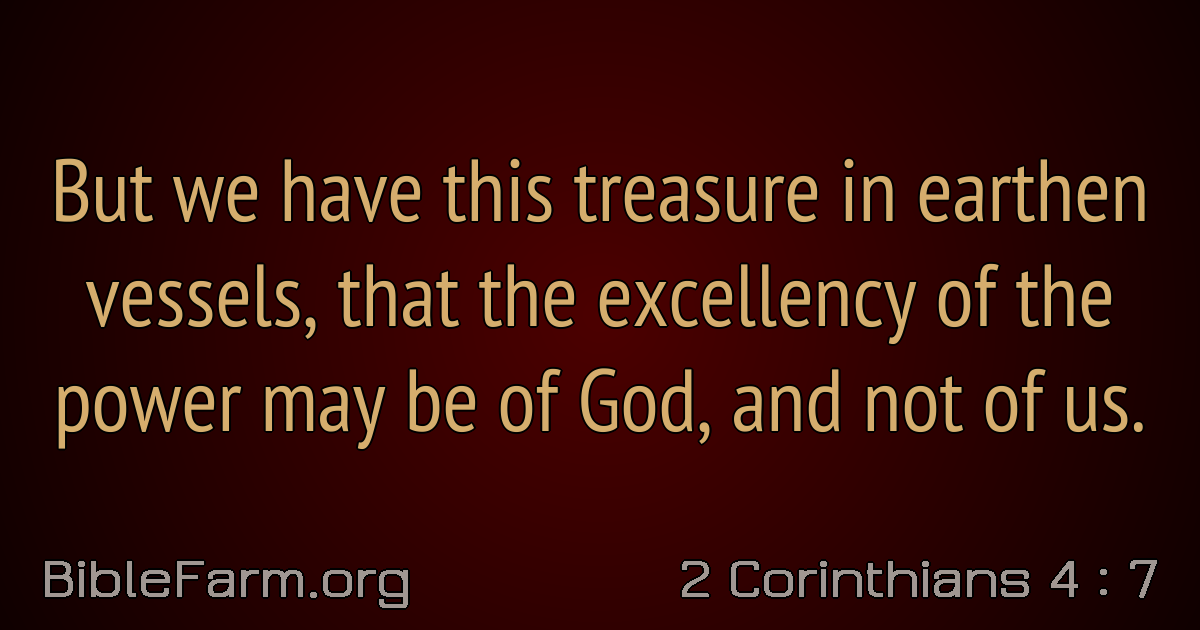 But we have this treasure in earthen
vessels, that the excellency of the
power may be of God, and not of us.
BibleFarm.org
2 Corinthians 4 : 7